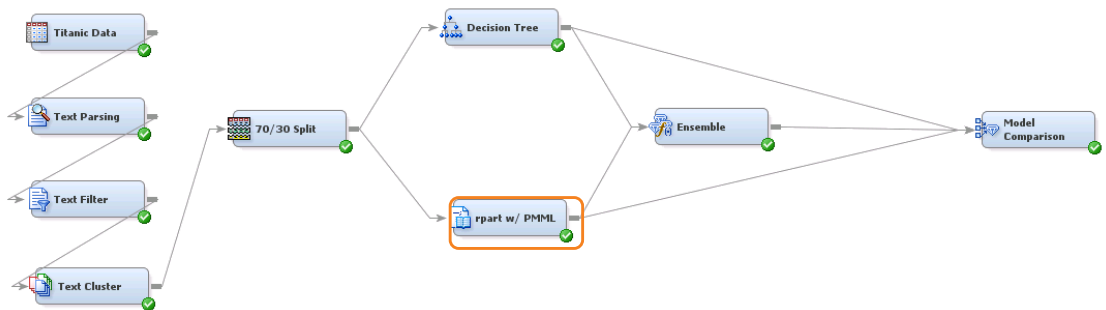 Titanic Data
Text Parsing
Text Filter
Text Cluster
70/30 Split
Decision Tree
rpart w/ PMML
Ensemble
Model
Comparison